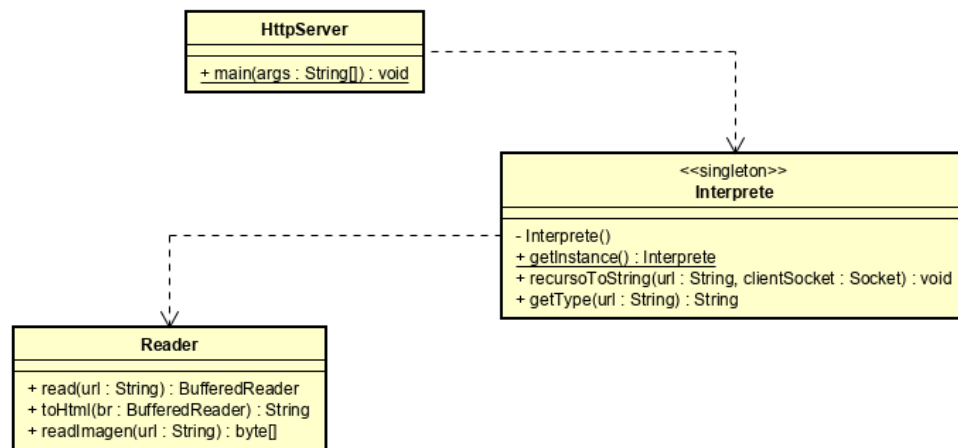 HttpServer
+ main(args : String[]) : void
<<singleton>>
Interprete
- Interprete()
+ getInstance() : Interprete
+ recursoToString(url : String, clientSocket : Socket) : void
+ getType(url : String) : String
Reader
+ read(url : String) : BufferedReader
+ toHtml(br : BufferedReader) : String
+ readImagen(url : String) : byte[]